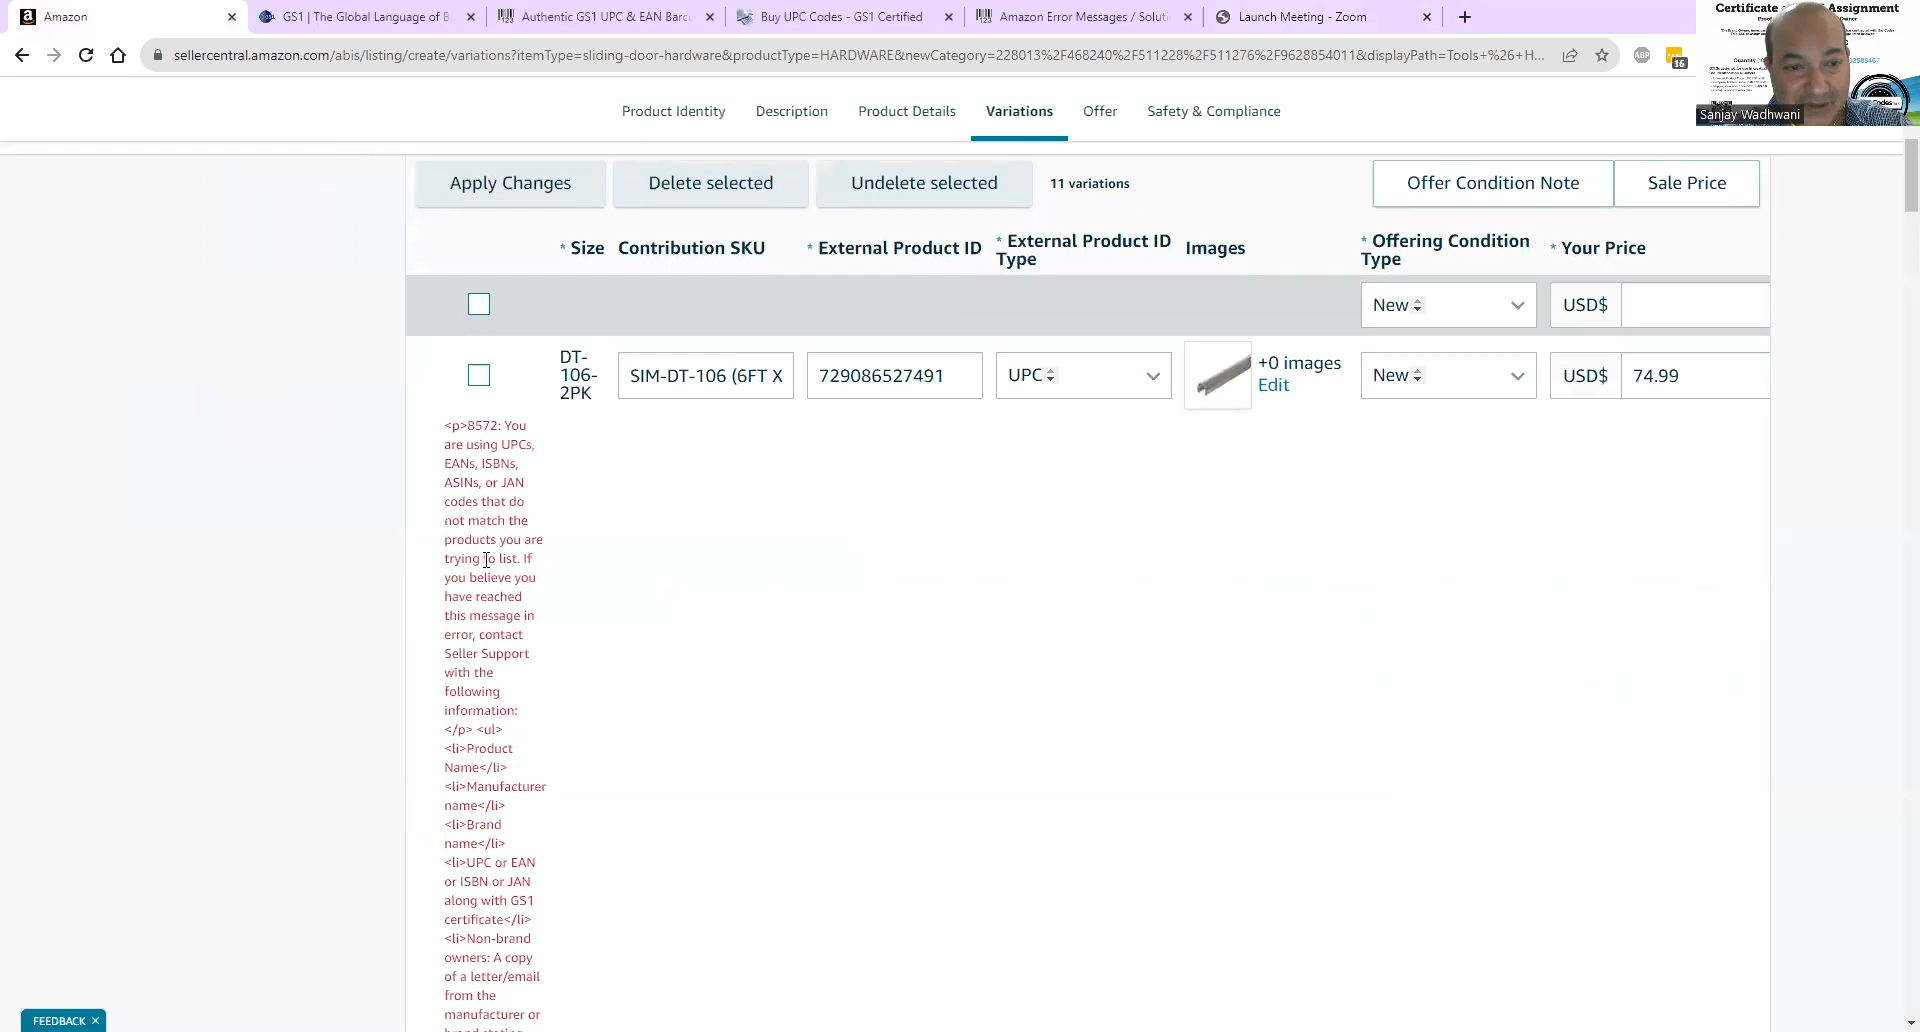 Amazon
GS1 | The Global Language of B
Authentic GS1 UPC & EAN Barc
Buy UPC Codes - GS1 Certified
Amazon Error Messages / Soluti
Launch Meeting - Zoom
sellercentral.amazon.com/abis/listing/create/variations?itemType=sliding-door-hardware&productType=HARDWARE&newCategory=228013%2F468240%2F511228%2F511276%2F9628854011&displayPath=Tools+%26+H...
ABP
16
Certificate
Assignment
Quantity
Codes
Sanjay Wadhwani
Product Identity
Description
Product Details
Variations
Offer
Safety & Compliance
Apply Changes
Delete selected
Undelete selected
11 variations
Offer Condition Note
Sale Price
* Size
Contribution SKU
* External Product ID
* External Product ID
Type
Images
* Offering Condition
Type
* Your Price
New
USD$
DT-
106-
2PK
SIM-DT-106 (6FT X
729086527491
UPC
+0 images
Edit
New
USD$
74.99
<p>8572: You
are using UPCs,
EANs, ISBNs,
ASINs, or JAN
codes that do
not match the
products you are
trying to list. If
you believe you
have reached
this message in
error, contact
Seller Support
with the
following
information:
</p> <ul>
<li>Product
Name</li>
<li>Manufacturer
name</li>
<li>Brand
name</li>
<li>UPC or EAN
or ISBN or JAN
along with GS1
certificate</li>
<li>Non-brand
owners: A copy
of a letter/email
from the
manufacturer or
FEEDBACK ×